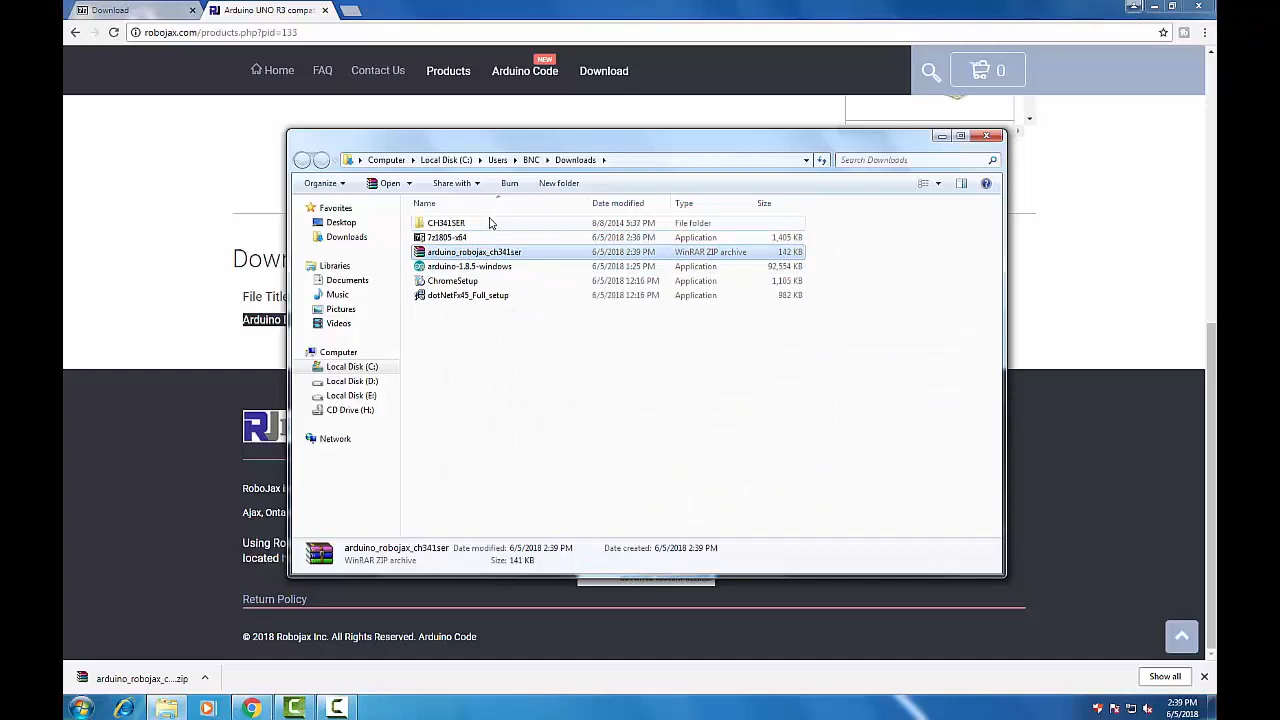 Download
Arduino UNO R3 compa
robojax.com/products.php?pid=133
NEW
Home FAQ Contact Us Products Arduino Code Download 0
Computer Local Disk (C:) Users BNC Downloads Search Downloads
Organize Open Share with Burn New folder
Name Date modified Type Size
Favorites
Desktop
Downloads
Libraries
Documents
Music
Pictures
Videos
Computer
Local Disk (C:)
Local Disk (D:)
Local Disk (E:)
CD Drive (H:)
Network
CH341SER 8/8/2014 5:37 PM File folder
7z1805-x64 6/5/2018 2:36 PM Application 1,405 KB
arduino_robojax_ch341ser 6/5/2018 2:39 PM WinRAR ZIP archive 142 KB
arduino-1.8.5-windows 6/5/2018 1:25 PM Application 92,554 KB
ChromeSetup 6/5/2018 12:16 PM Application 1,105 KB
dotNetFx45_Full_setup 6/5/2018 12:16 PM Application 982 KB
arduino_robojax_ch341ser Date modified: 6/5/2018 2:39 PM Date created: 6/5/2018 2:39 PM
WinRAR ZIP archive Size: 141 KB
Dow
File Title
Arduino
RJ
RoboJax
Ajax, Onta
Using Ro
located
Return Policy
© 2018 Robojax Inc. All Rights Reserved. Arduino Code
arduino_robojax_c....zip
Show all
2:39 PM
6/5/2018